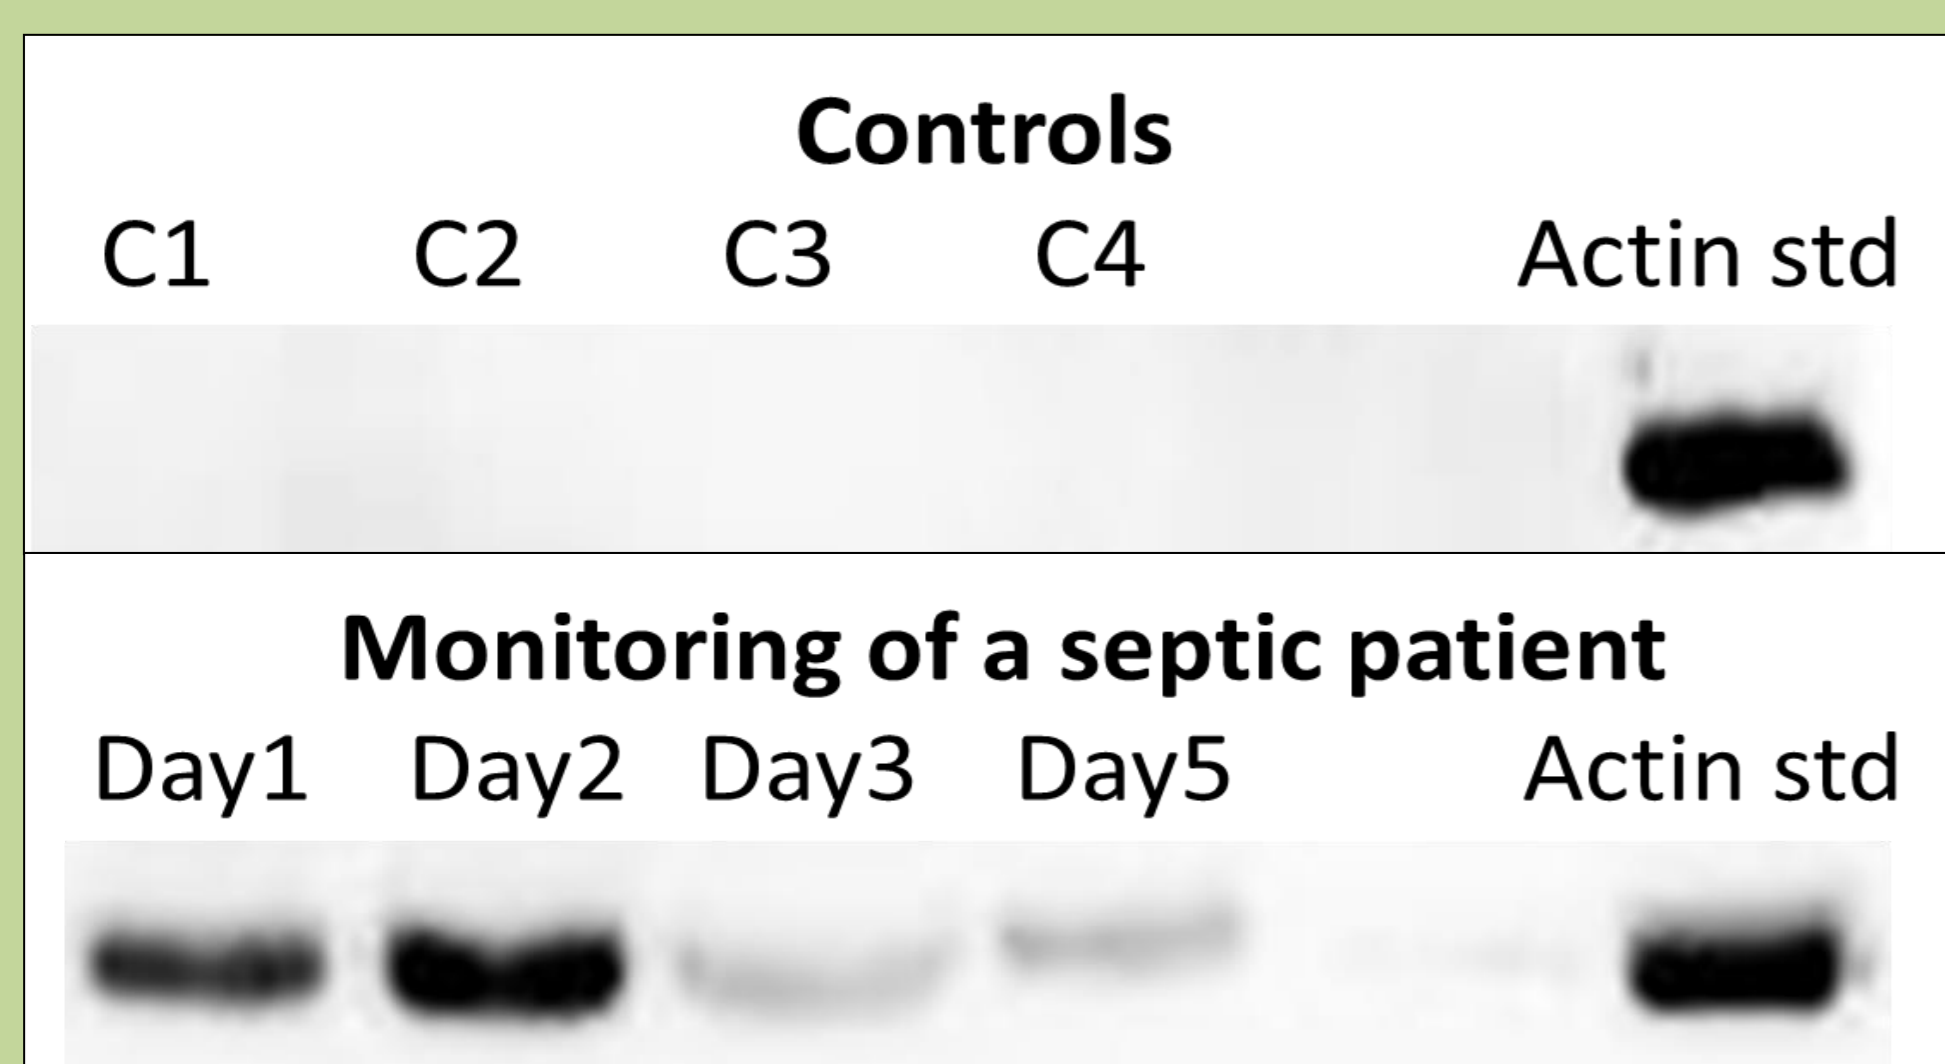 Controls
C1 C2 C3 C4 Actin std
Monitoring of a septic patient
Day1 Day2 Day3 Day5 Actin std